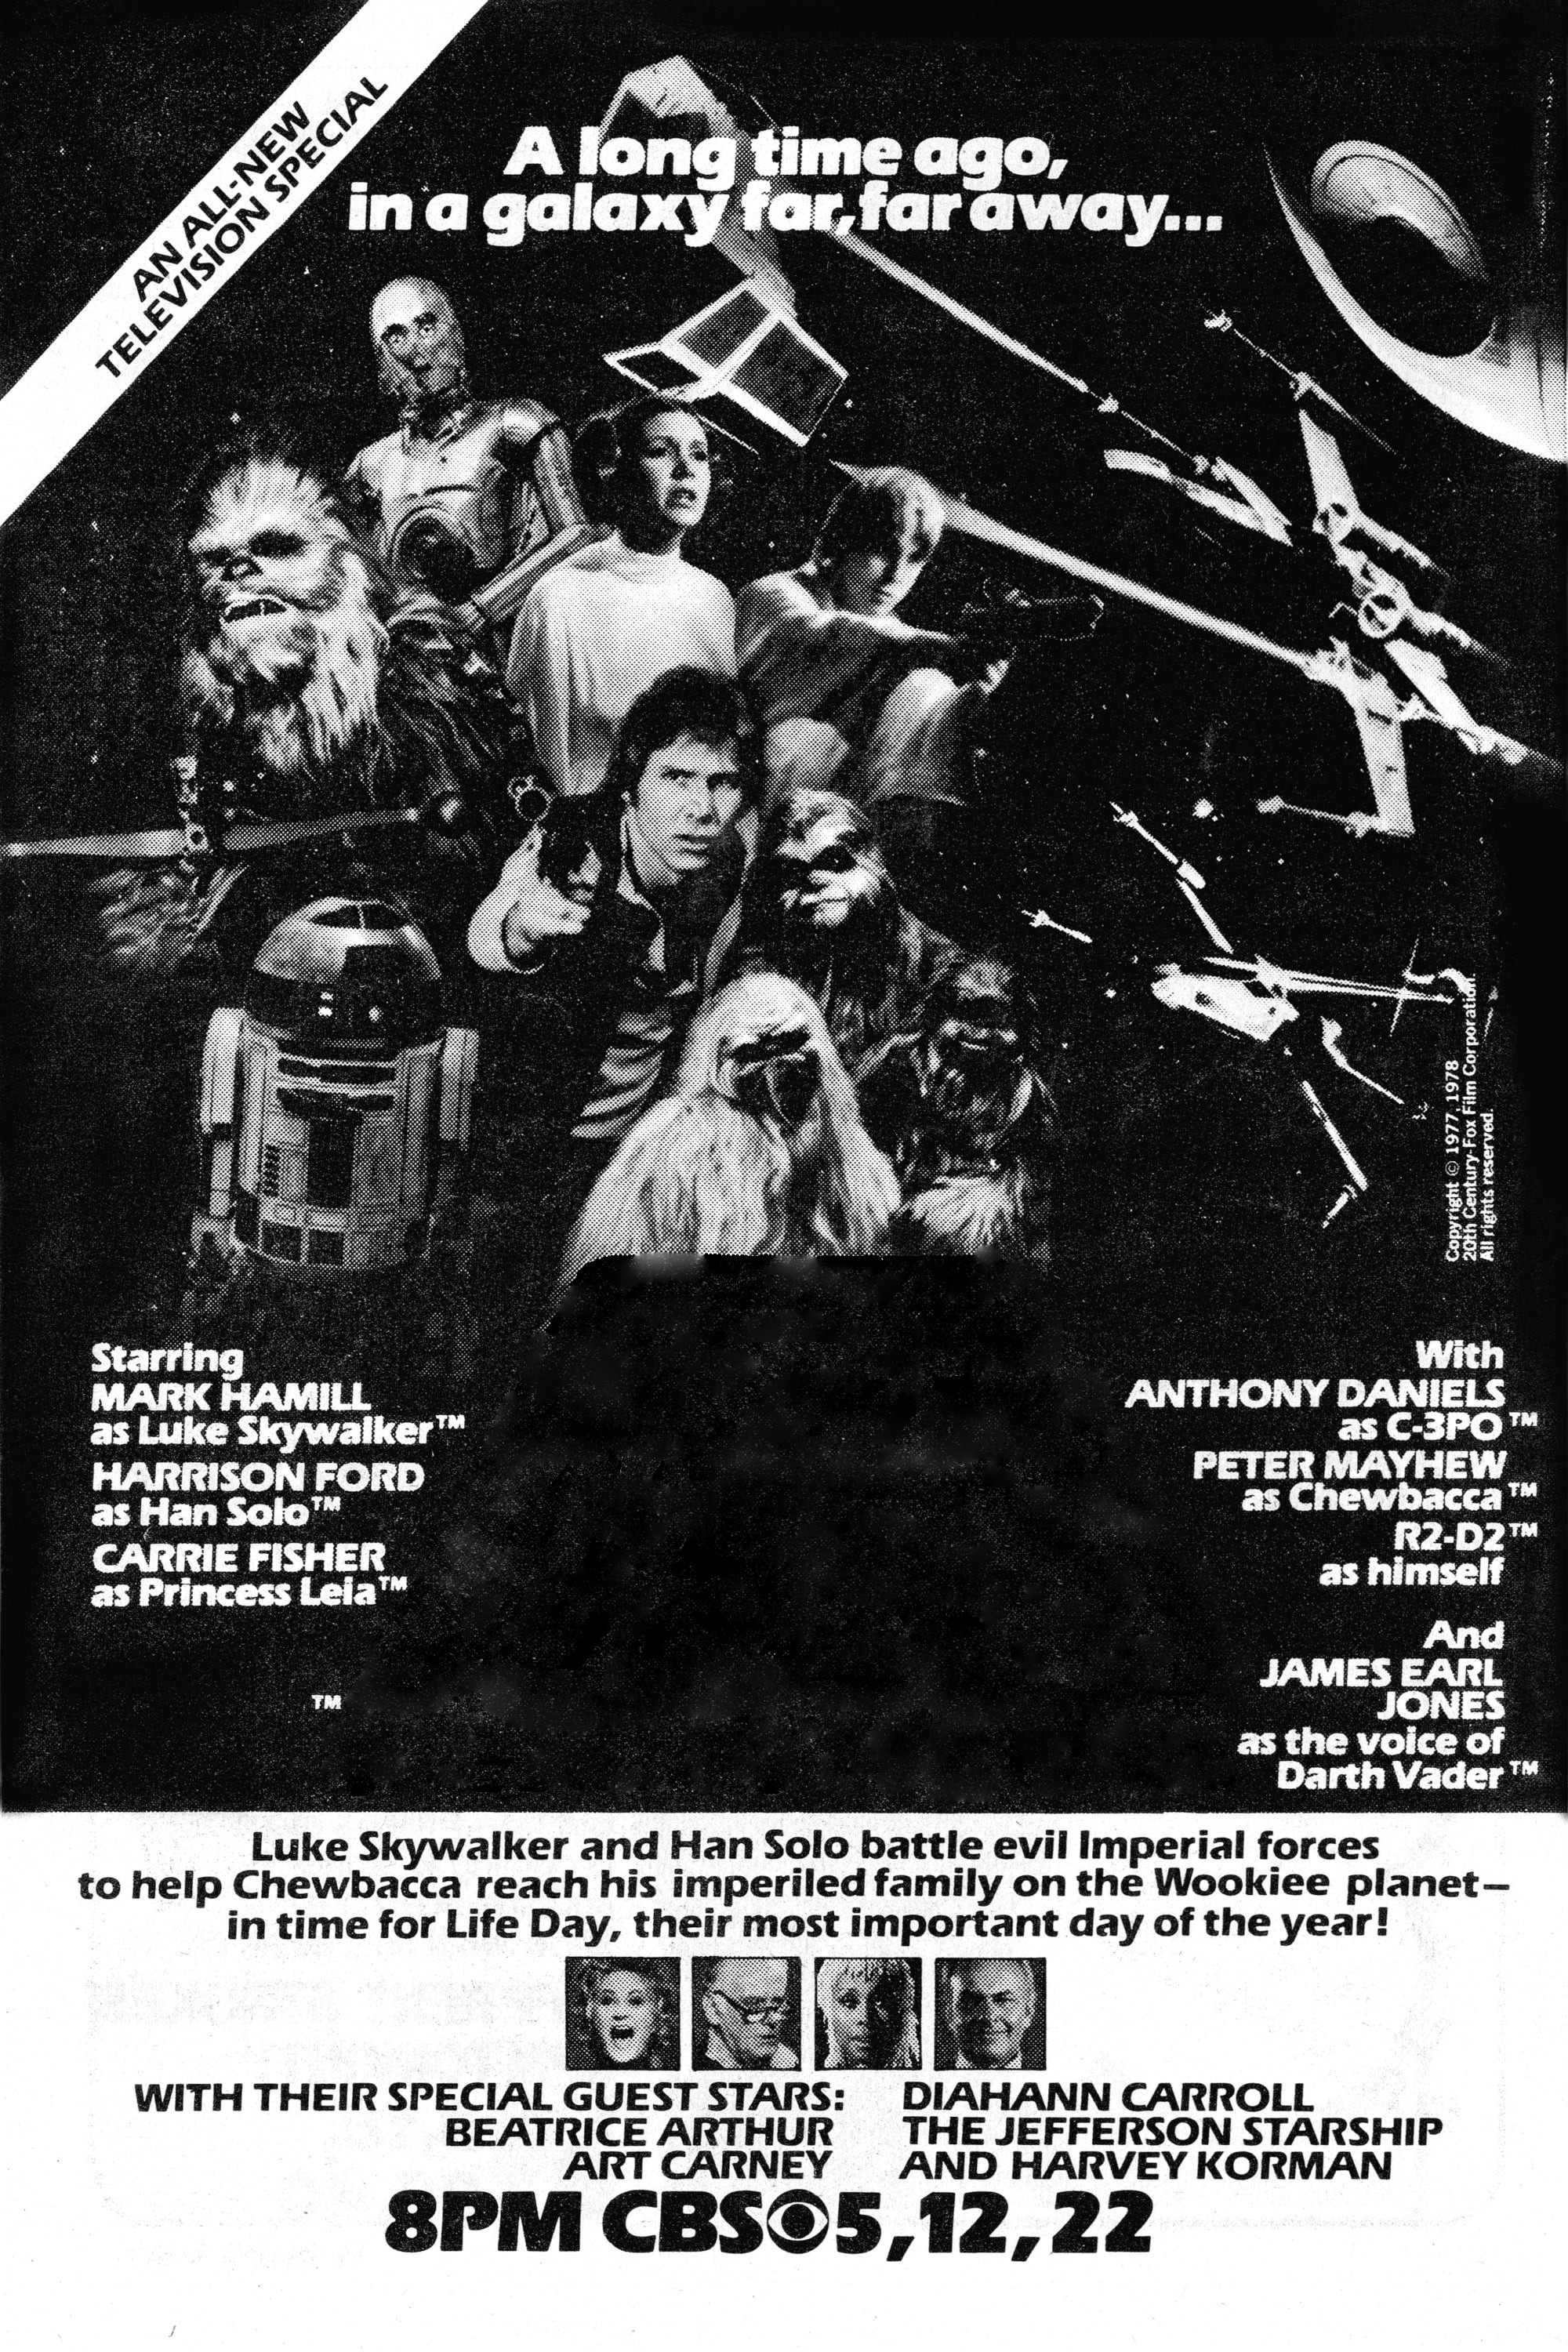 AN ALL-NEW
TELEVISION SPECIAL
A long time ago,
in a galaxy far, far away...
Copyright © 1977, 1978
20th Century-Fox Film Corporation.
All rights reserved.
Starring
MARK HAMILL
as Luke Skywalker™
HARRISON FORD
as Han Solo™
CARRIE FISHER
as Princess Leia™
TM
With
ANTHONY DANIELS
as C-3PO™
PETER MAYHEW
as Chewbacca™
R2-D2™
as himself
And
JAMES EARL
JONES
as the voice of
Darth Vader™
Luke Skywalker and Han Solo battle evil Imperial forces
to help Chewbacca reach his imperiled family on the Wookiee planet—
in time for Life Day, their most important day of the year!
WITH THEIR SPECIAL GUEST STARS:
BEATRICE ARTHUR
ART CARNEY
DIAHANN CARROLL
THE JEFFERSON STARSHIP
AND HARVEY KORMAN
8PM CBS 5, 12, 22